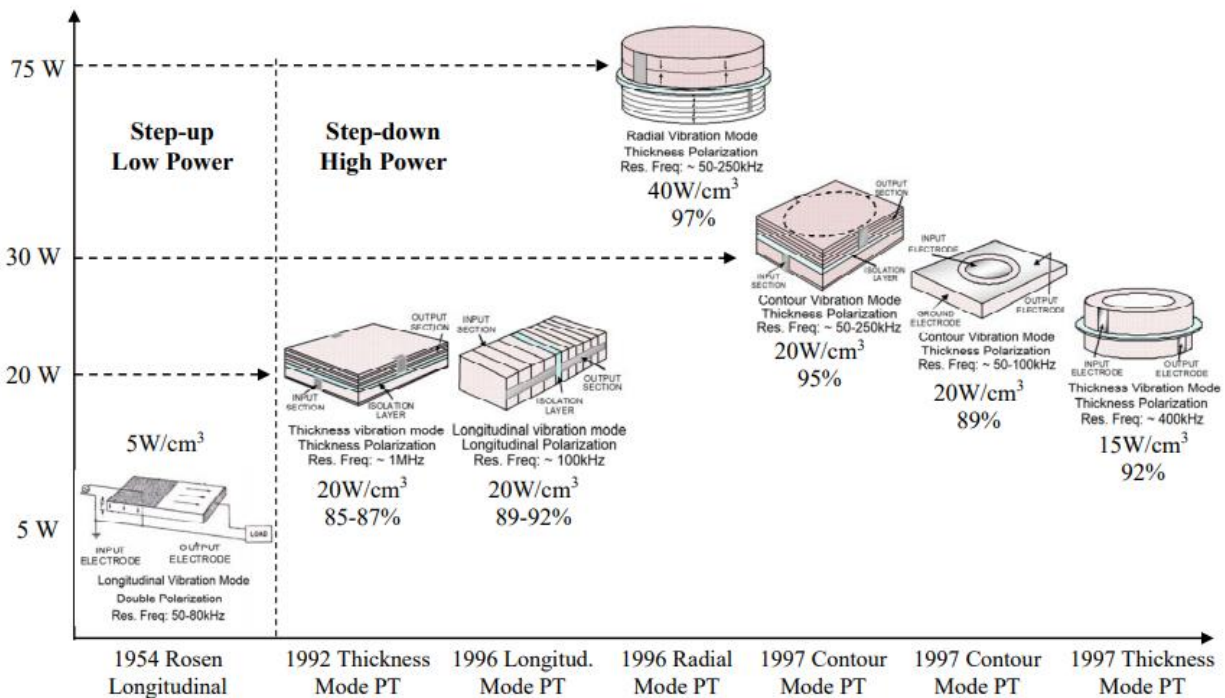 75 W
30 W
20 W
5 W
Step-up
Low Power
Step-down
High Power
5W/cm³
INPUT
ELECTRODE
OUTPUT
ELECTRODE
LOAD
Longitudinal Vibration Mode
Double Polarization
Res. Freq: 50-80kHz
OUTPUT
SECTION
INPUT
SECTION
ISOLATION
LAYER
Thickness vibration mode
Thickness Polarization
Res. Freq: ~ 1MHz
20W/cm³
85-87%
INPUT
SECTION
OUTPUT
SECTION
ISOLATION
LAYER
Longitudinal vibration mode
Longitudinal Polarization
Res. Freq: ~ 100kHz
20W/cm³
89-92%
Radial Vibration Mode
Thickness Polarization
Res. Freq: ~ 50-250kHz
40W/cm³
97%
OUTPUT
SECTION
INPUT
SECTION
ISOLATION
LAYER
Contour Vibration Mode
Thickness Polarization
Res. Freq: ~ 50-250kHz
20W/cm³
95%
INPUT
ELECTRODE
GROUND
ELECTRODE
OUTPUT
ELECTRODE
Contour Vibration Mode
Thickness Polarization
Res. Freq: ~ 50-100kHz
20W/cm³
89%
INPUT
ELECTRODE
OUTPUT
ELECTRODE
Thickness Vibration Mode
Thickness Polarization
Res. Freq: ~ 400kHz
15W/cm³
92%
1954 Rosen
Longitudinal
1992 Thickness
Mode PT
1996 Longitud.
Mode PT
1996 Radial
Mode PT
1997 Contour
Mode PT
1997 Contour
Mode PT
1997 Thickness
Mode PT